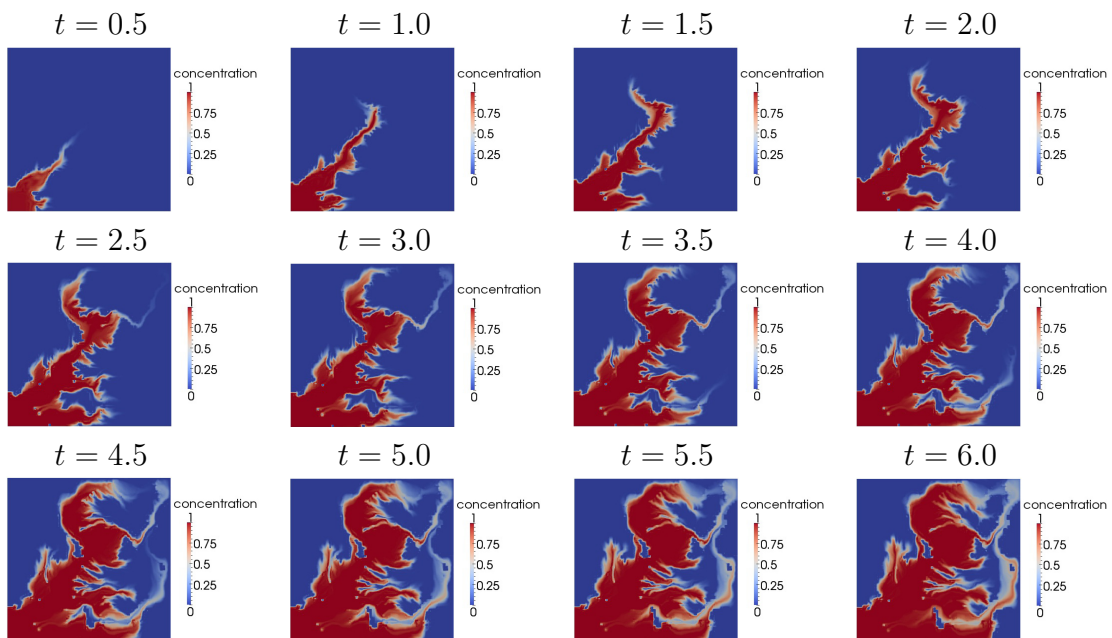 t = 0.5
t = 1.0
t = 1.5
t = 2.0
concentration
1
0.75
0.5
0.25
0
concentration
1
0.75
0.5
0.25
0
concentration
1
0.75
0.5
0.25
0
concentration
1
0.75
0.5
0.25
0
t = 2.5
t = 3.0
t = 3.5
t = 4.0
concentration
1
0.75
0.5
0.25
0
concentration
1
0.75
0.5
0.25
0
concentration
1
0.75
0.5
0.25
0
concentration
1
0.75
0.5
0.25
0
t = 4.5
t = 5.0
t = 5.5
t = 6.0
concentration
1
0.75
0.5
0.25
0
concentration
1
0.75
0.5
0.25
0
concentration
1
0.75
0.5
0.25
0
concentration
1
0.75
0.5
0.25
0